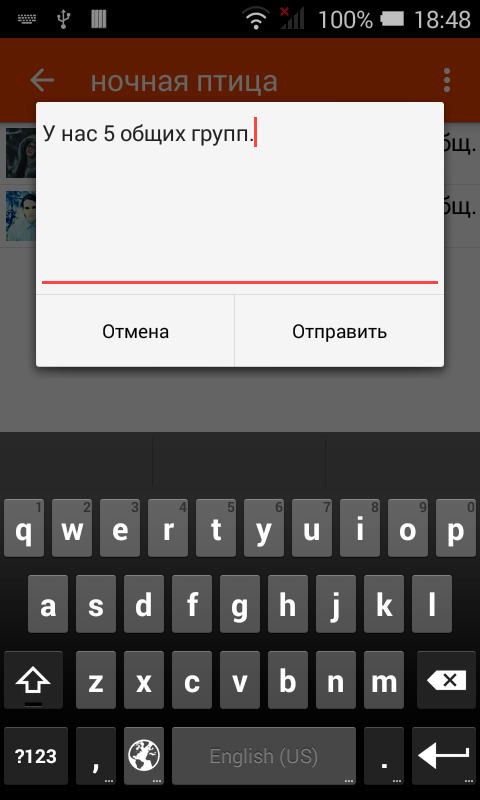 100% 18:48
ночная птица
У нас 5 общих групп.
бщ.
бщ.
Отмена Отправить
1 2 3 4 5 6 7 8 9 0
q w e r t y u i o p
a s d f g h j k l
z x c v b n m
?123 , English (US) .